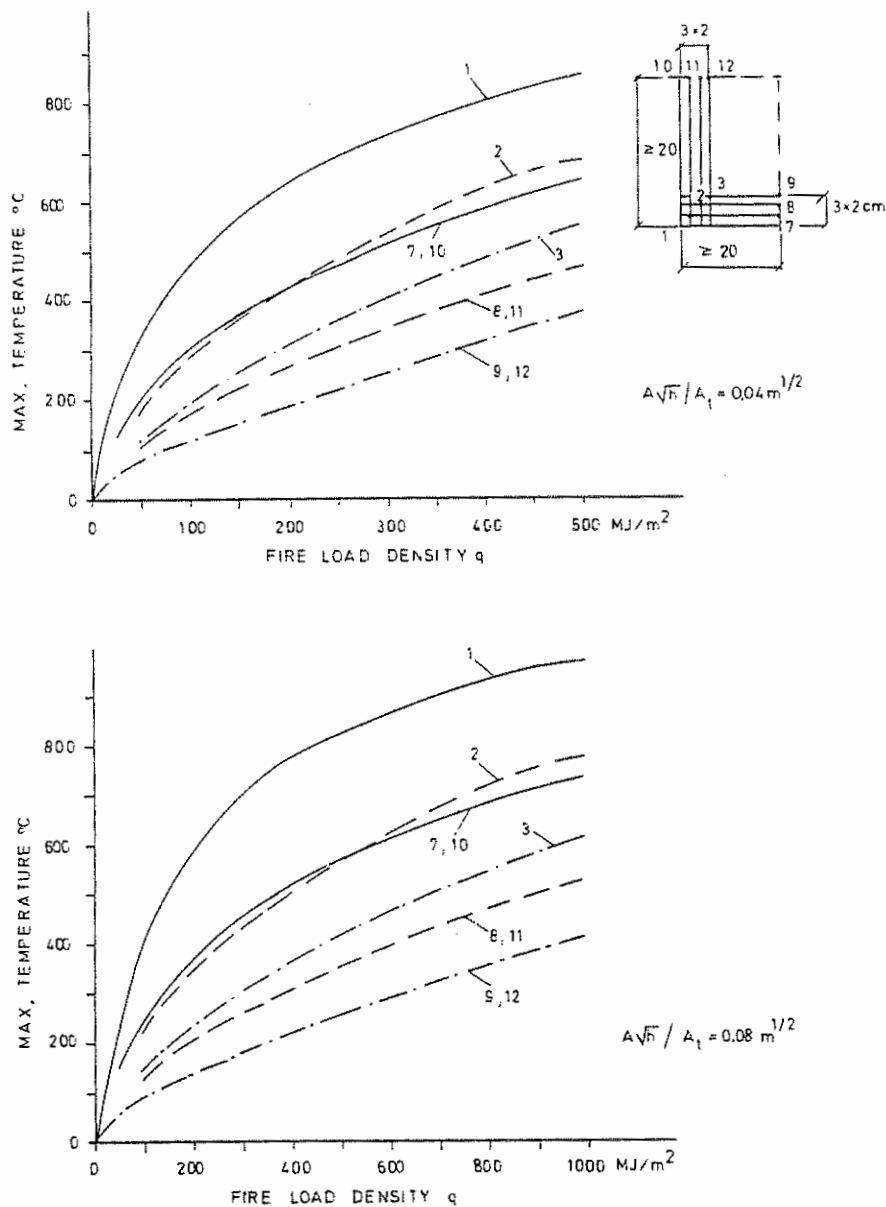 MAX. TEMPERATURE °C
800
600
400
200
0
0 100 200 300 400 500 MJ/m²
FIRE LOAD DENSITY q
1
2
7, 10
3
8, 11
9, 12
3×2
10 11 12
≥ 20
3 9
2 8
1 7
3×2 cm
≥ 20
A√h / Aₜ = 0,04 m^1/2
MAX. TEMPERATURE °C
800
600
400
200
0
0 200 400 600 800 1000 MJ/m²
FIRE LOAD DENSITY q
1
2
7, 10
3
8, 11
9, 12
A√h / Aₜ = 0.08 m^1/2